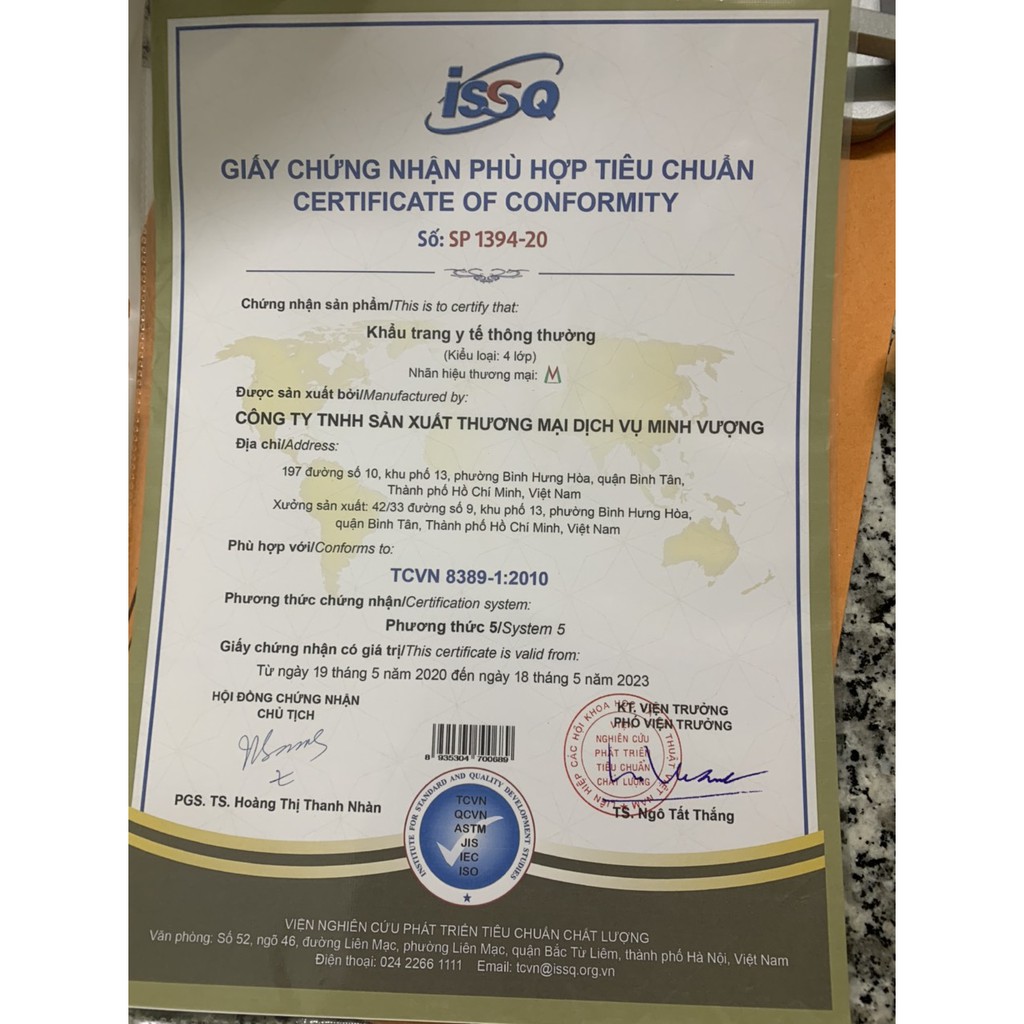 ISSQ
GIẤY CHỨNG NHẬN PHÙ HỢP TIÊU CHUẨN
CERTIFICATE OF CONFORMITY
Số: SP 1394-20
Chứng nhận sản phẩm/This is to certify that:
Khẩu trang y tế thông thường
(Kiểu loại: 4 lớp)
Nhãn hiệu thương mại:
Được sản xuất bởi/Manufactured by:
CÔNG TY TNHH SẢN XUẤT THƯƠNG MẠI DỊCH VỤ MINH VƯỢNG
Địa chỉ/Address:
197 đường số 10, khu phố 13, phường Bình Hưng Hòa, quận Bình Tân,
Thành phố Hồ Chí Minh, Việt Nam
Xưởng sản xuất: 42/33 đường số 9, khu phố 13, phường Bình Hưng Hòa,
quận Bình Tân, Thành phố Hồ Chí Minh, Việt Nam
Phù hợp với/Conforms to:
TCVN 8389-1:2010
Phương thức chứng nhận/Certification system:
Phương thức 5/System 5
Giấy chứng nhận có giá trị/This certificate is valid from:
Từ ngày 19 tháng 5 năm 2020 đến ngày 18 tháng 5 năm 2023
HỘI ĐỒNG CHỨNG NHẬN
CHỦ TỊCH
PGS. TS. Hoàng Thị Thanh Nhàn
8 935304 700689
KT. VIỆN TRƯỞNG
PHÓ VIỆN TRƯỞNG
NGHIÊN CỨU
PHÁT TRIỂN
TIÊU CHUẨN
CHẤT LƯỢNG
TS. Ngô Tất Thắng
INSTITUTE FOR STANDARD AND QUALITY DEVELOPMENT STUDIES
TCVN
QCVN
ASTM
JIS
IEC
ISO
VIỆN NGHIÊN CỨU PHÁT TRIỂN TIÊU CHUẨN CHẤT LƯỢNG
Văn phòng: Số 52, ngõ 46, đường Liên Mạc, phường Liên Mạc, quận Bắc Từ Liêm, thành phố Hà Nội, Việt Nam
Điện thoại: 024 2266 1111 Email: tcvn@issq.org.vn